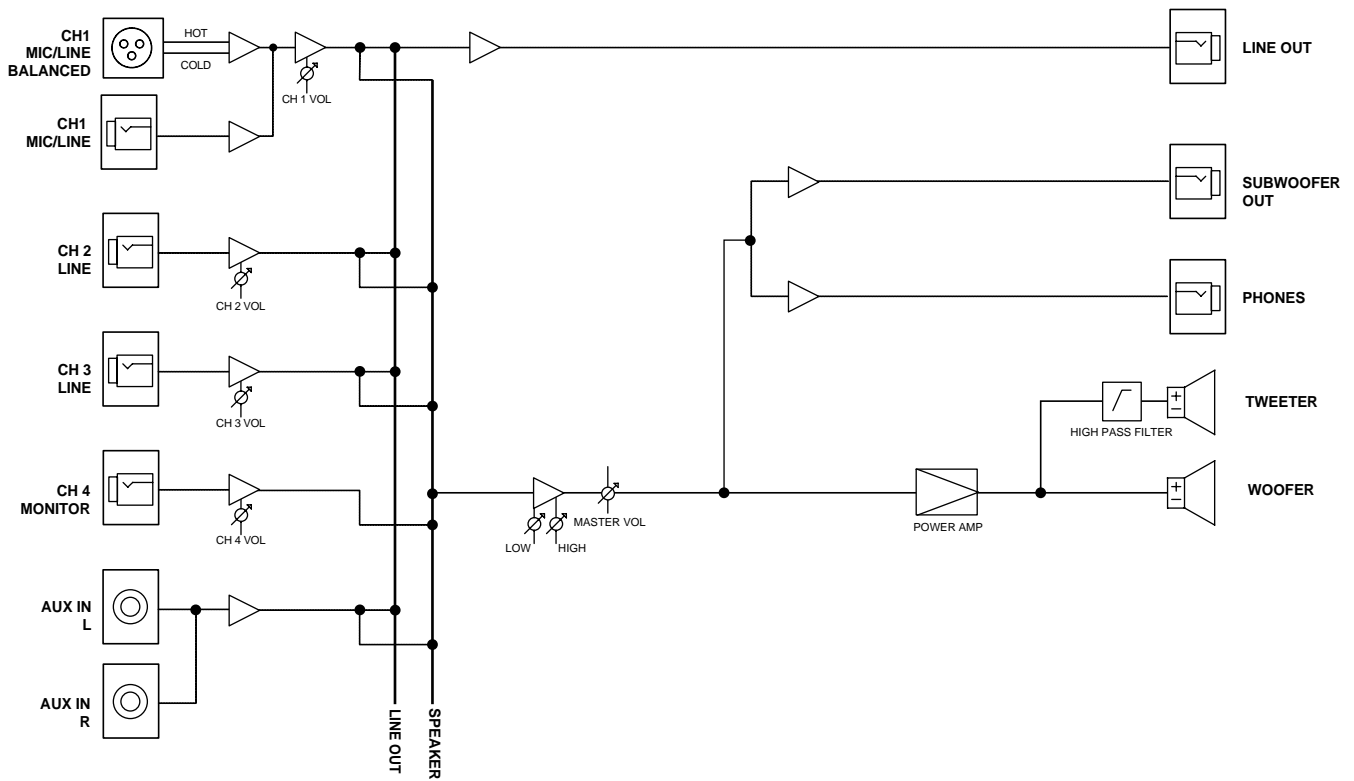 CH1
MIC/LINE
BALANCED
HOT
COLD
CH 1 VOL
LINE OUT
CH1
MIC/LINE
SUBWOOFER
OUT
CH 2
LINE
CH 2 VOL
PHONES
CH 3
LINE
CH 3 VOL
TWEETER
HIGH PASS FILTER
CH 4
MONITOR
CH 4 VOL
LOW
HIGH
MASTER VOL
POWER AMP
WOOFER
AUX IN
L
AUX IN
R
LINE OUT
SPEAKER